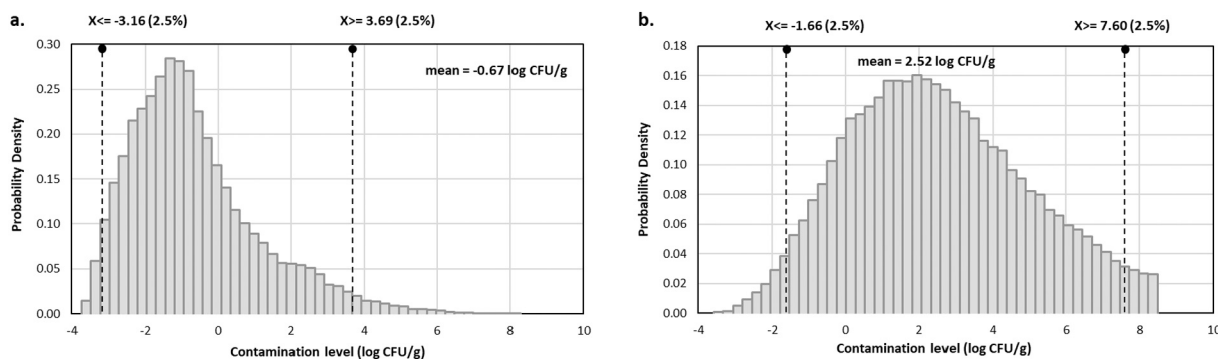 a.
X<= -3.16 (2.5%) X>= 3.69 (2.5%)
mean = -0.67 log CFU/g
Probability Density
0.30
0.25
0.20
0.15
0.10
0.05
0.00
-4 -2 0 2 4 6 8 10
Contamination level (log CFU/g)
b.
X<= -1.66 (2.5%) X>= 7.60 (2.5%)
mean = 2.52 log CFU/g
Probability Density
0.18
0.16
0.14
0.12
0.10
0.08
0.06
0.04
0.02
0.00
-4 -2 0 2 4 6 8 10
Contamination level (log CFU/g)